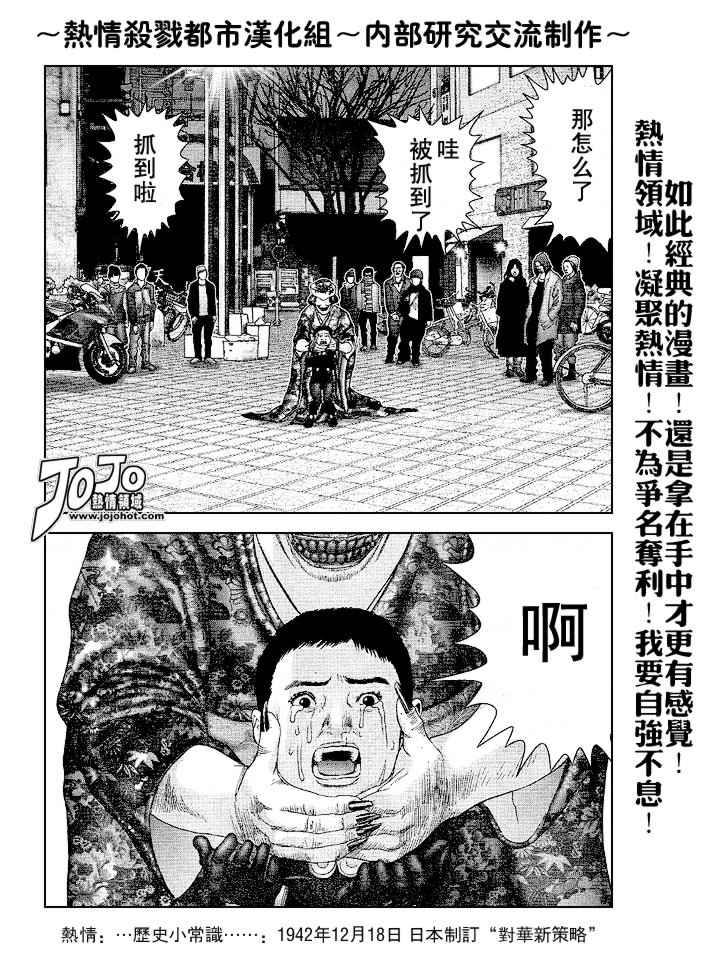 ～熱情殺戮都市漢化組～内部研究交流制作～
那怎么了
哇
被抓到了
抓到啦
天
JOJO
熱情領域
www.jojohot.com
啊
如此經典的漫畫！還是拿在手中才更有感覺！
熱情領域！凝聚熱情！不為爭名奪利！我要自強不息！
熱情：…歷史小常識……：1942年12月18日 日本制訂“對華新策略”